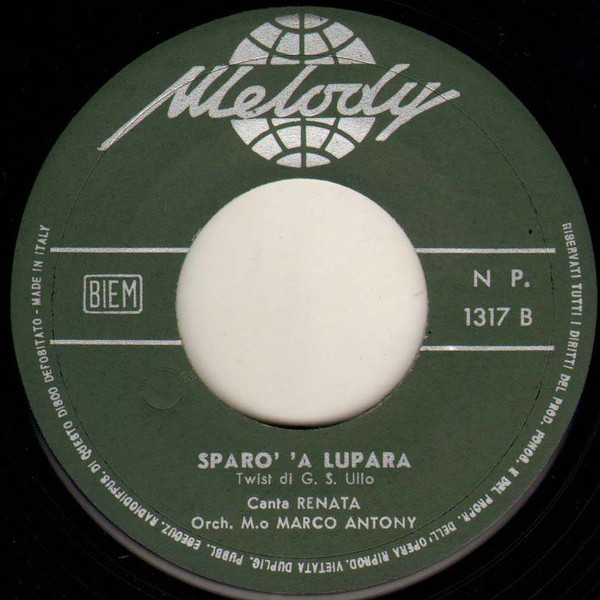 Melody
BIEM
N P.
1317 B
SPARO' 'A LUPARA
Twist di G. S. Ullo
Canta RENATA
Orch. M.o MARCO ANTONY
RISERVATI TUTTI I DIRITTI DEL PROD. FONOG. E DEL PROPR. DELL'OPERA RIPROD. VIETATA DUPLIC. PUBBL. ESECUZ. RADIODIFFUS. DI QUESTO DISCO DEPOSITATO - MADE IN ITALY